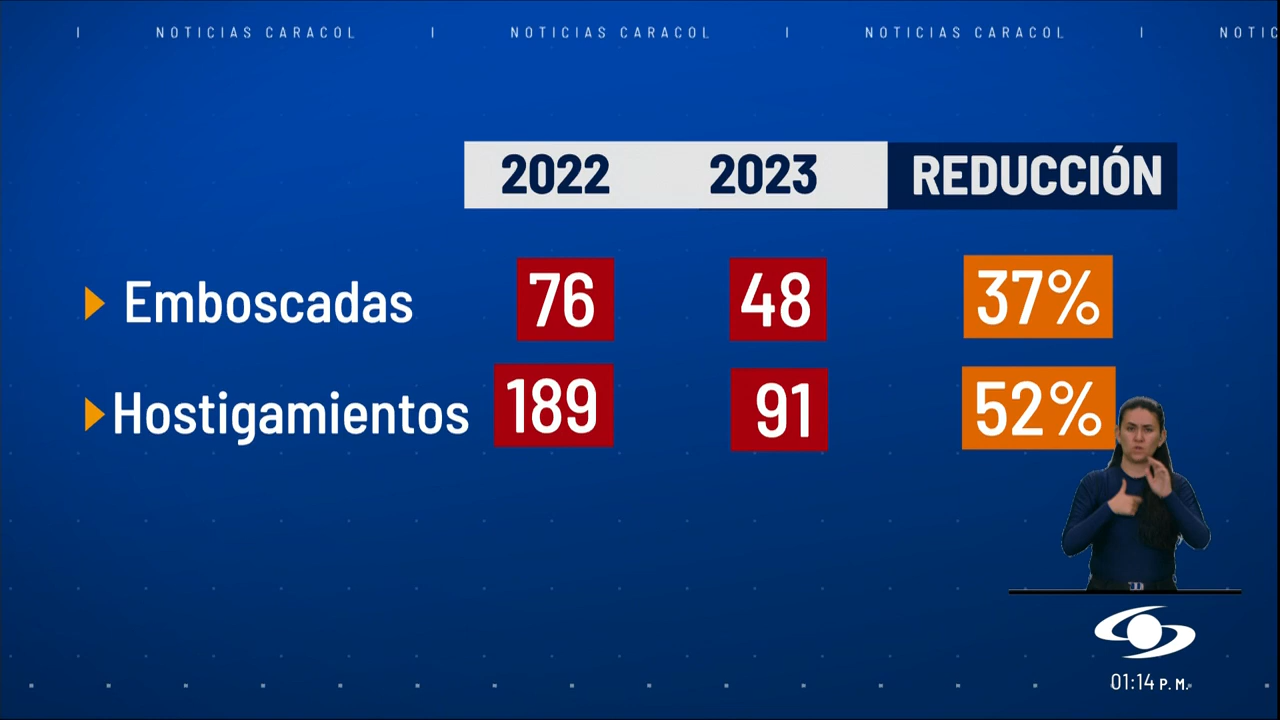 NOTICIAS CARACOL | NOTICIAS CARACOL | NOTICIAS CARACOL | NOTIC
2022 2023 REDUCCIÓN
Emboscadas 76 48 37%
Hostigamientos 189 91 52%
01:14 P. M.